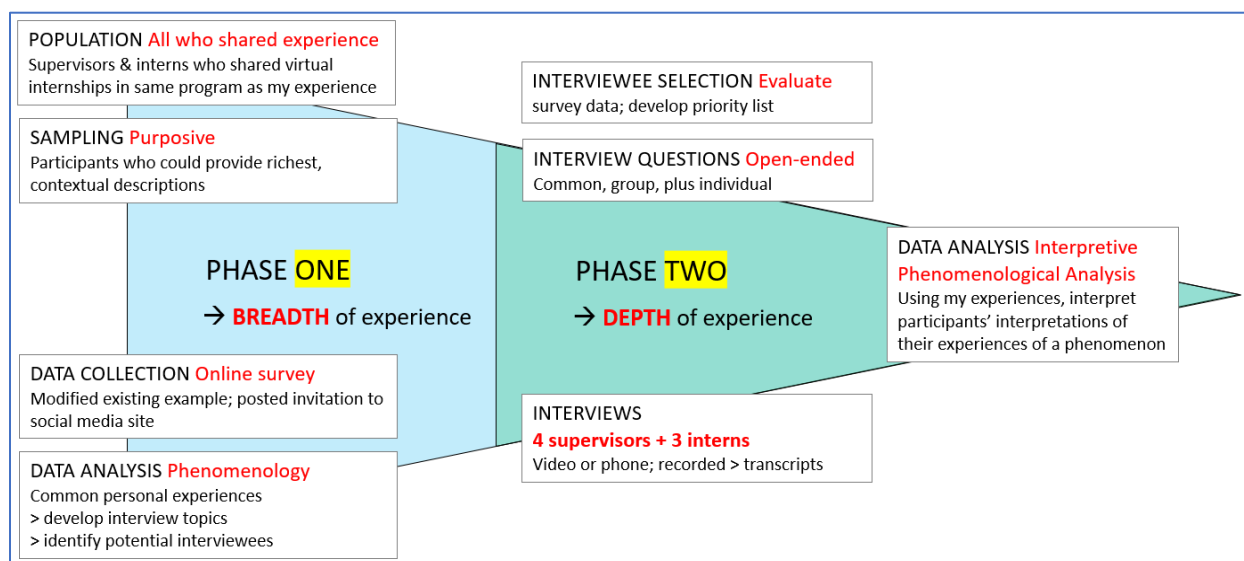 POPULATION All who shared experience
Supervisors & interns who shared virtual
internships in same program as my experience
SAMPLING Purposive
Participants who could provide richest,
contextual descriptions
PHASE ONE
→ BREADTH of experience
DATA COLLECTION Online survey
Modified existing example; posted invitation to
social media site
DATA ANALYSIS Phenomenology
Common personal experiences
> develop interview topics
> identify potential interviewees
INTERVIEWEE SELECTION Evaluate
survey data; develop priority list
INTERVIEW QUESTIONS Open-ended
Common, group, plus individual
PHASE TWO
→ DEPTH of experience
INTERVIEWS
4 supervisors + 3 interns
Video or phone; recorded > transcripts
DATA ANALYSIS Interpretive
Phenomenological Analysis
Using my experiences, interpret
participants’ interpretations of
their experiences of a phenomenon